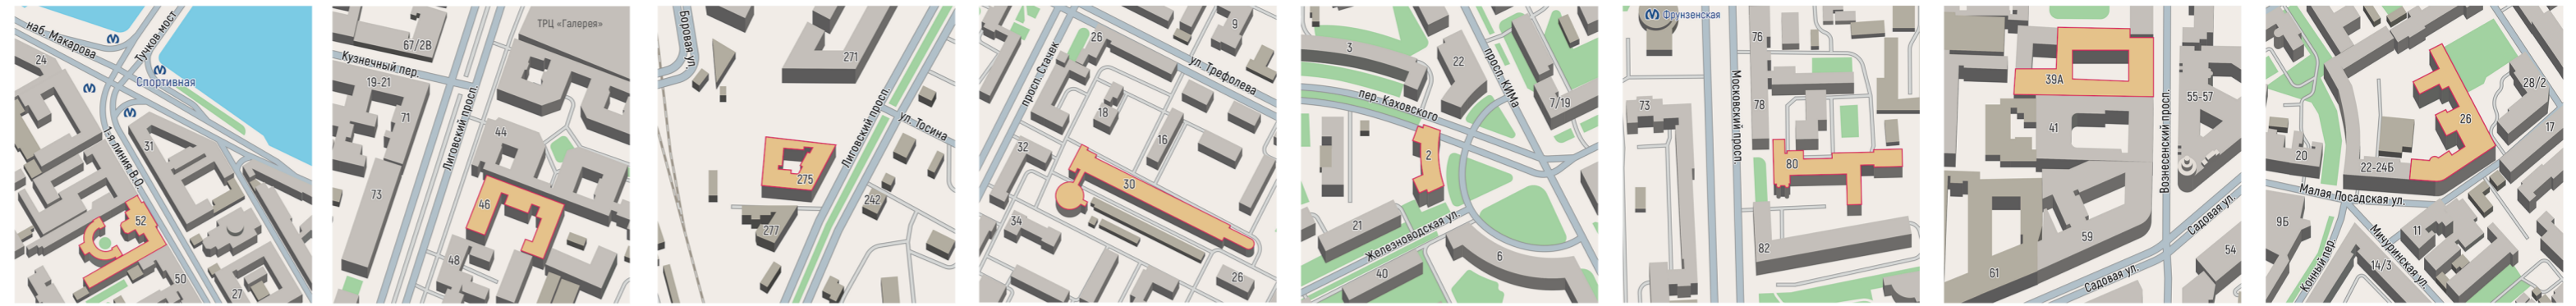 наб. Макарова
Тучков мост
24
Спортивная
31
1-я линия В.О.
52
50
27
ТРЦ «Галерея»
67/2В
Кузнечный пер.
19-21
71
44
Лиговский просп.
73
46
48
Боровая ул.
271
Лиговский просп.
ул. Тосина
275
242
277
9
26
просп. Стачек
ул. Трефолева
18
16
32
30
34
26
3
22
просп. КИМа
7/19
пер. Каховского
2
21
Железноводская ул.
6
40
Фрунзенская
76
73
78
Московский просп.
80
82
39А
55-57
41
Вознесенский просп.
59
Садовая ул.
54
61
Садовая ул.
28/2
26
17
20
22-24Б
Малая Посадская ул.
9Б
11
Мичуринская ул.
14/3
Конный пер.